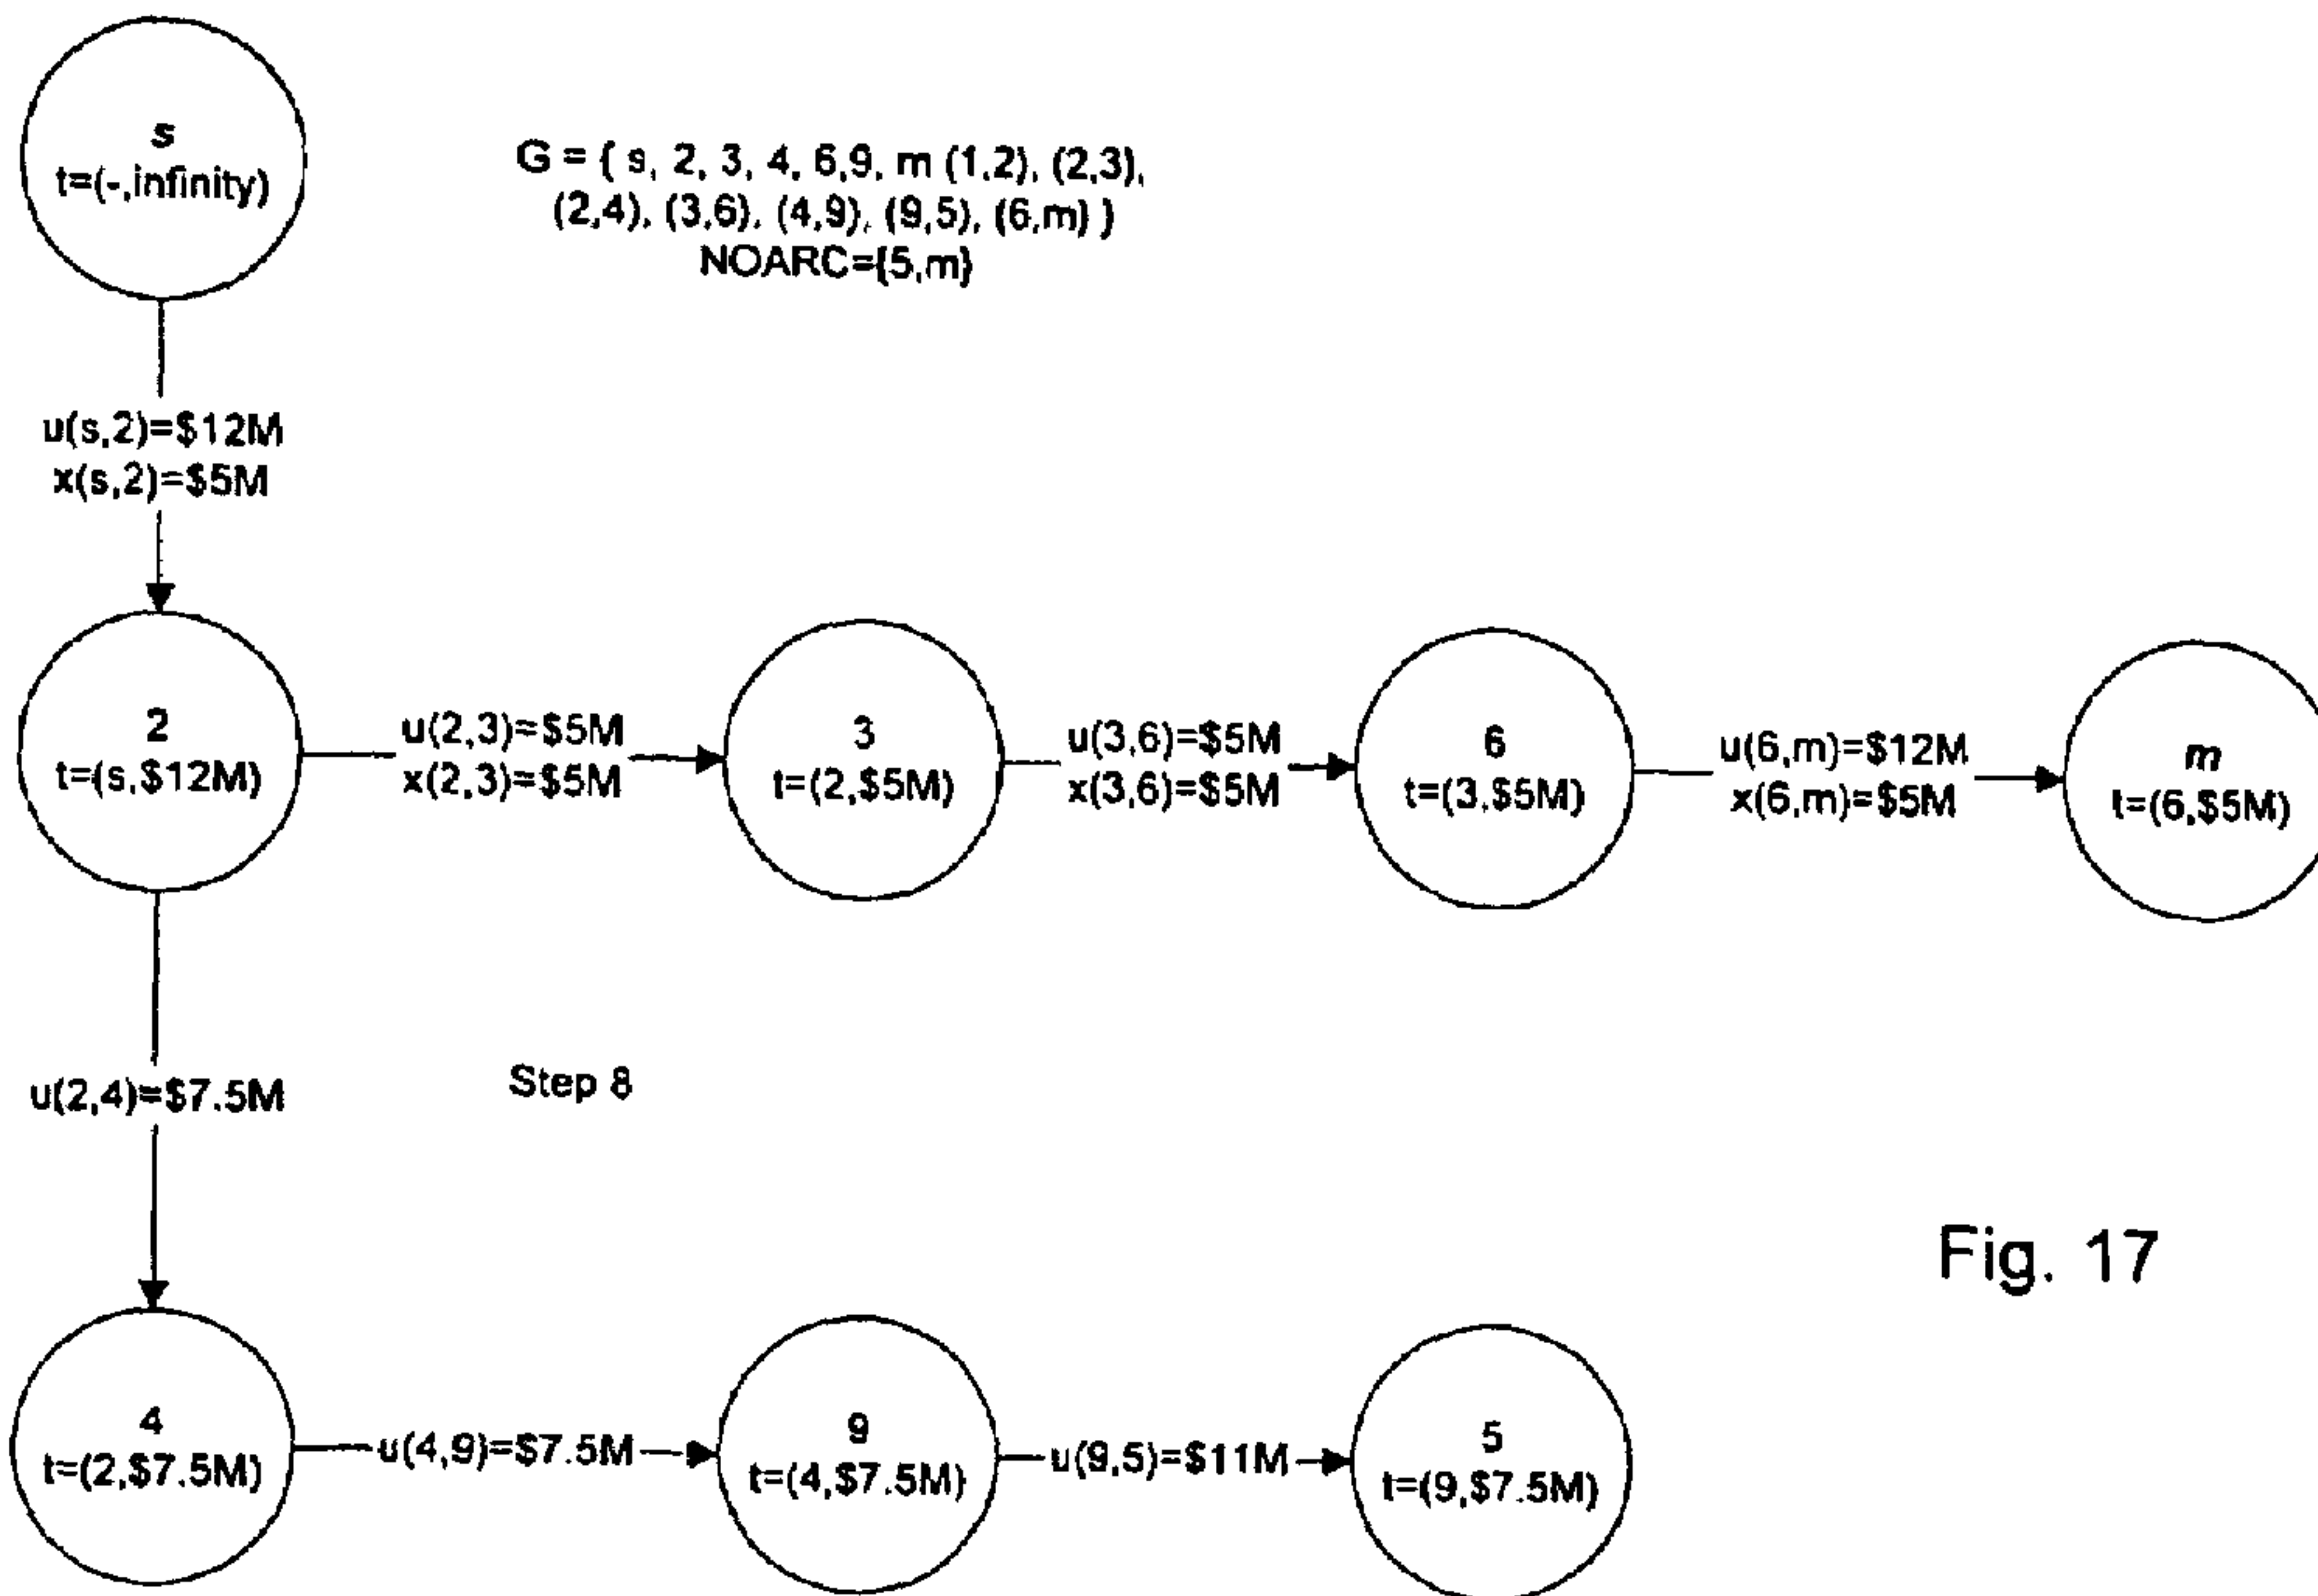 s
t=(-,infinity)
G = { s, 2, 3, 4, 6,9, m (1,2), (2,3),
(2,4), (3,6), (4,9), (9,5), (6,m) }
NOARC={5,m}
u(s,2)=$12M
x(s,2)=$5M
2
t=(s,$12M)
u(2,3)=$5M
x(2,3)=$5M
3
t=(2,$5M)
u(3,6)=$5M
x(3,6)=$5M
6
t=(3,$5M)
u(6,m)=$12M
x(6,m)=$5M
m
t=(6,$5M)
u(2,4)=$7.5M
Step 8
Fig. 17
4
t=(2,$7.5M)
u(4,9)=$7.5M
9
t=(4,$7.5M)
u(9,5)=$11M
5
t=(9,$7.5M)